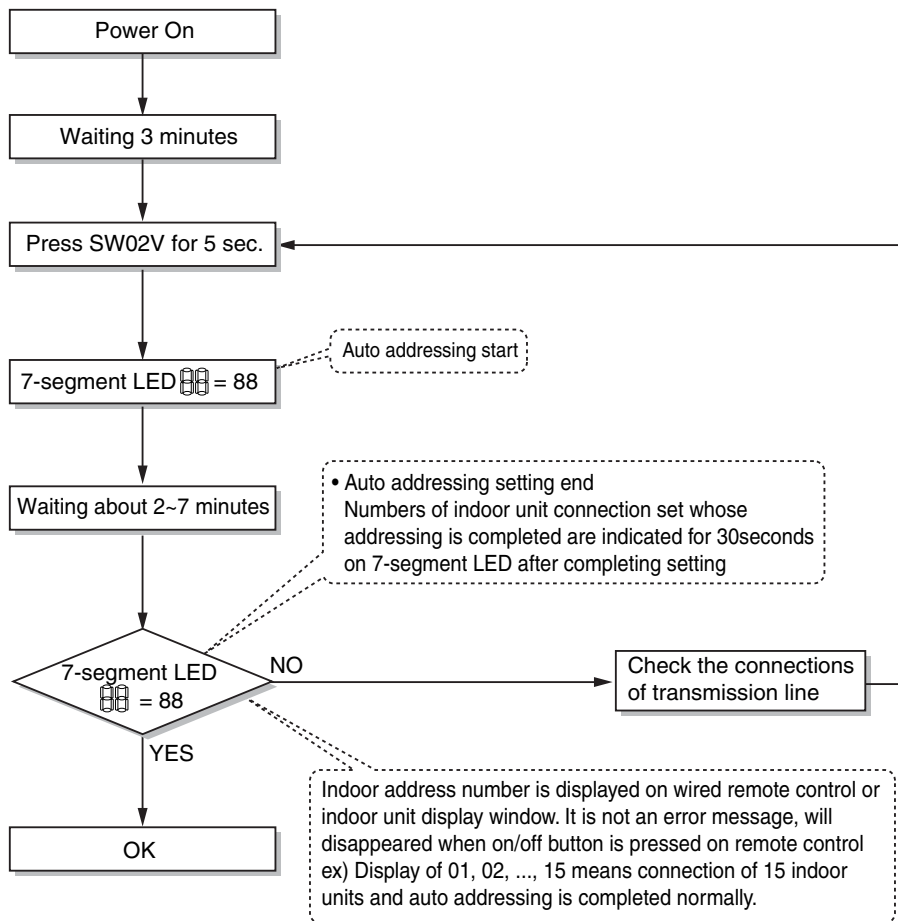 Power On
Waiting 3 minutes
Press SW02V for 5 sec.
Auto addressing start
7-segment LED 88 = 88
• Auto addressing setting end
Numbers of indoor unit connection set whose
addressing is completed are indicated for 30seconds
on 7-segment LED after completing setting
Waiting about 2~7 minutes
7-segment LED
88 = 88
NO
Check the connections
of transmission line
YES
Indoor address number is displayed on wired remote control or
indoor unit display window. It is not an error message, will
disappeared when on/off button is pressed on remote control
ex) Display of 01, 02, ..., 15 means connection of 15 indoor
units and auto addressing is completed normally.
OK